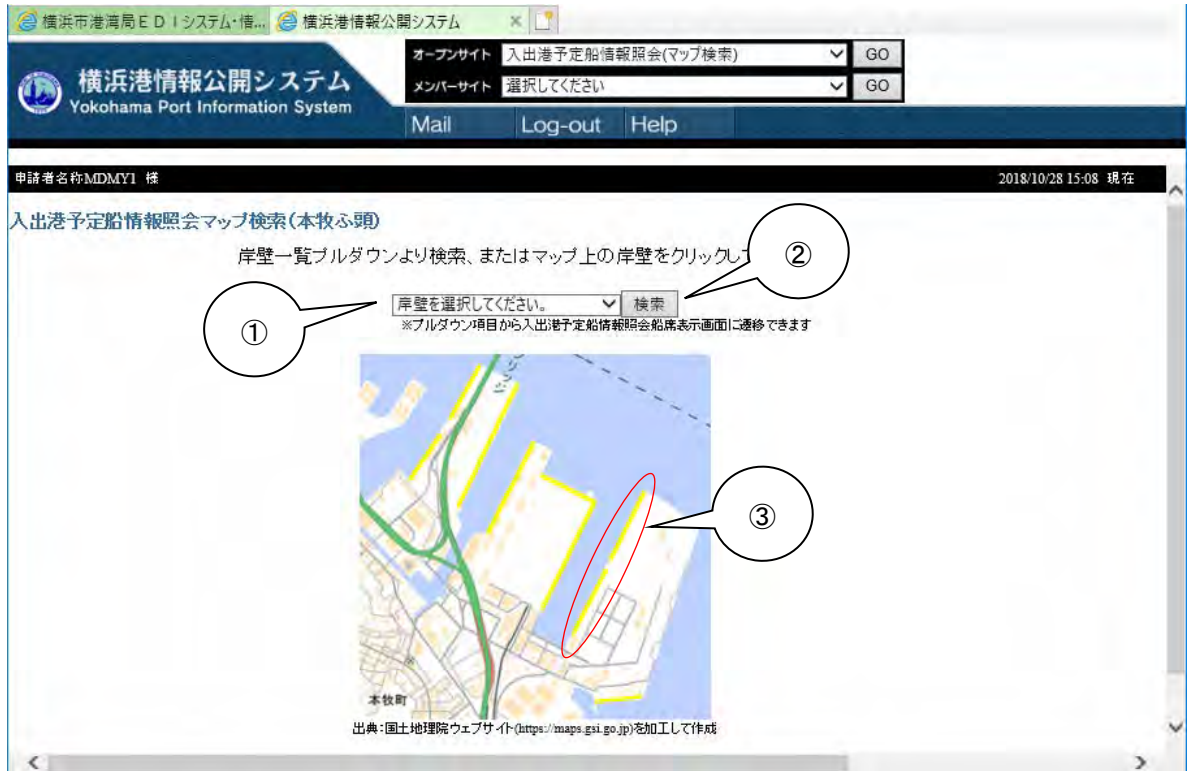 横浜市港湾局ＥＤＩシステム・情... 横浜港情報公開システム
オープンサイト 入出港予定船情報照会(マップ検索) GO
横浜港情報公開システム
Yokohama Port Information System
メンバーサイト 選択してください GO
Mail Log-out Help
申請者名称MDMY1 様 2018/10/28 15:08 現在
入出港予定船情報照会マップ検索(本牧ふ頭)
岸壁一覧プルダウンより検索、またはマップ上の岸壁をクリックして
②
岸壁を選択してください。 検索
①
※プルダウン項目から入出港予定船情報照会船席表示画面に遷移できます
ブリッジ
③
本牧町
出典：国土地理院ウェブサイト(https://maps.gsi.go.jp)を加工して作成